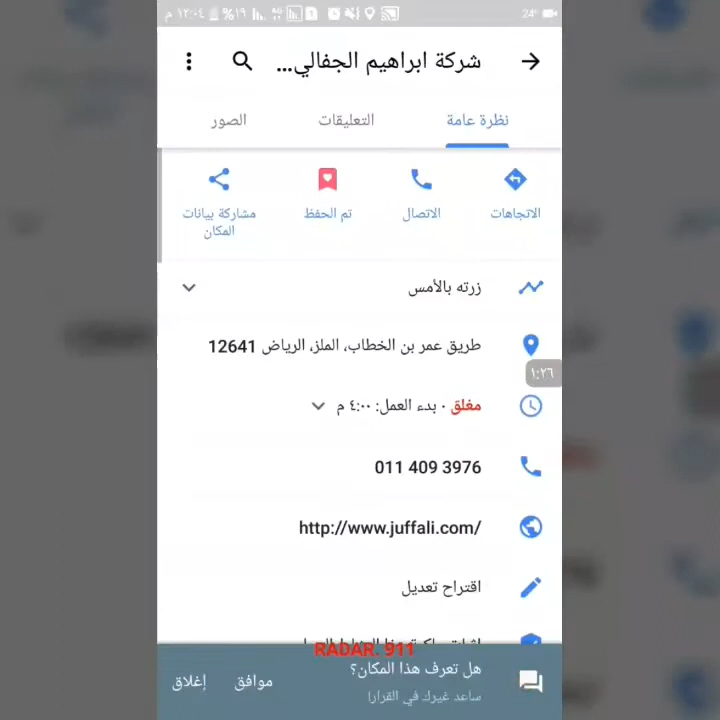 ١٢:٠٤ م
%١٩
24°
شركة ابراهيم الجفالي...
نظرة عامة
التعليقات
الصور
الاتجاهات
الاتصال
تم الحفظ
مشاركة بيانات
المكان
زرته بالأمس
طريق عمر بن الخطاب، الملز، الرياض 12641
١:٢٦
مغلق · بدء العمل: ٤:٠٠ م
011 409 3976
http://www.juffali.com/
اقتراح تعديل
RADAR. 911
هل تعرف هذا المكان؟
ساعد غيرك في القرار!
موافق
إغلاق